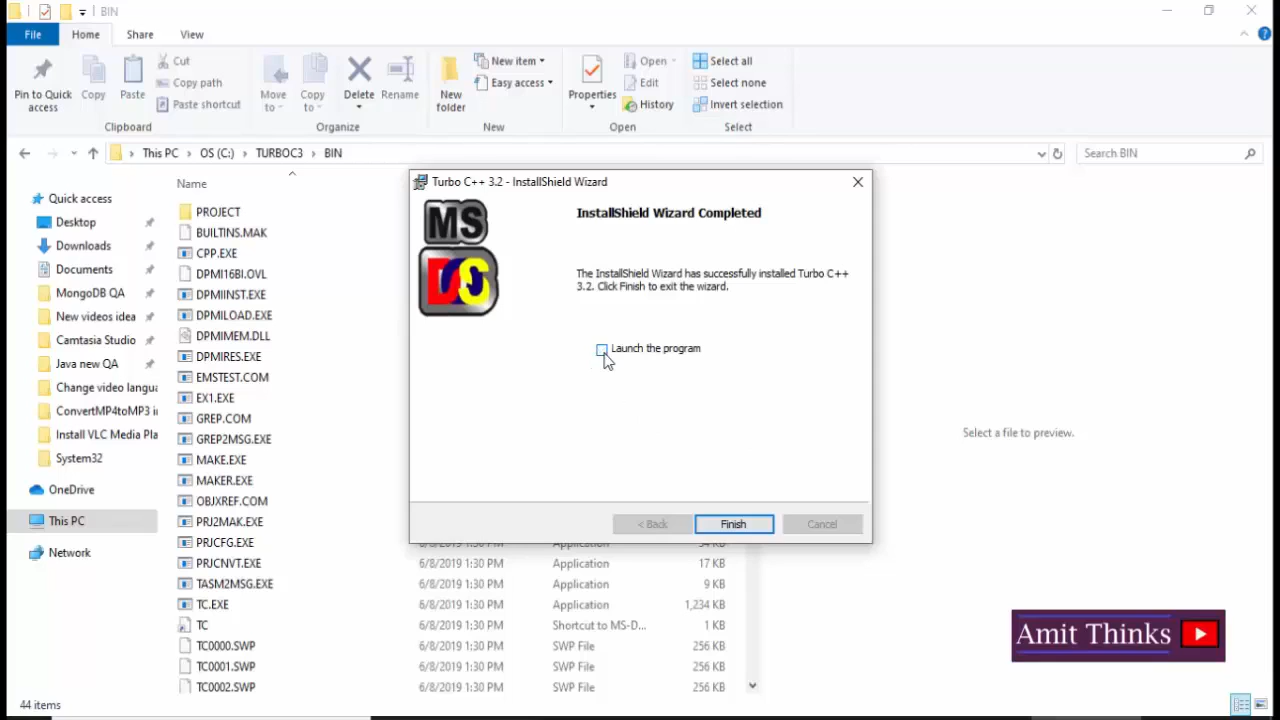 BIN
File Home Share View
Pin to Quick access
Copy
Paste
Cut
Copy path
Paste shortcut
Clipboard
Move to
Copy to
Delete
Rename
Organize
New folder
New item
Easy access
New
Properties
Open
Edit
History
Open
Select all
Select none
Invert selection
Select
This PC > OS (C:) > TURBOC3 > BIN
Search BIN
Quick access
Desktop
Downloads
Documents
MongoDB QA
New videos idea
Camtasia Studio
Java new QA
Change video langua
ConvertMP4toMP3 i
Install VLC Media Pla
System32
OneDrive
This PC
Network
Name
PROJECT
BUILTINS.MAK
CPP.EXE
DPMI16BI.OVL
DPMIINST.EXE
DPMILOAD.EXE
DPMIMEM.DLL
DPMIRES.EXE
EMSTEST.COM
EX1.EXE
GREP.COM
GREP2MSG.EXE
MAKE.EXE
MAKER.EXE
OBJXREF.COM
PRJ2MAK.EXE
PRJCFG.EXE 6/8/2019 1:30 PM Application 34 KB
PRJCNVT.EXE 6/8/2019 1:30 PM Application 17 KB
TASM2MSG.EXE 6/8/2019 1:30 PM Application 9 KB
TC.EXE 6/8/2019 1:30 PM Application 1,234 KB
TC 6/8/2019 1:30 PM Shortcut to MS-D... 1 KB
TC0000.SWP 6/8/2019 1:30 PM SWP File 256 KB
TC0001.SWP 6/8/2019 1:30 PM SWP File 256 KB
TC0002.SWP 6/8/2019 1:30 PM SWP File 256 KB
Turbo C++ 3.2 - InstallShield Wizard
MS
DOS
InstallShield Wizard Completed
The InstallShield Wizard has successfully installed Turbo C++
3.2. Click Finish to exit the wizard.
Launch the program
< Back Finish Cancel
Select a file to preview.
Amit Thinks
44 items